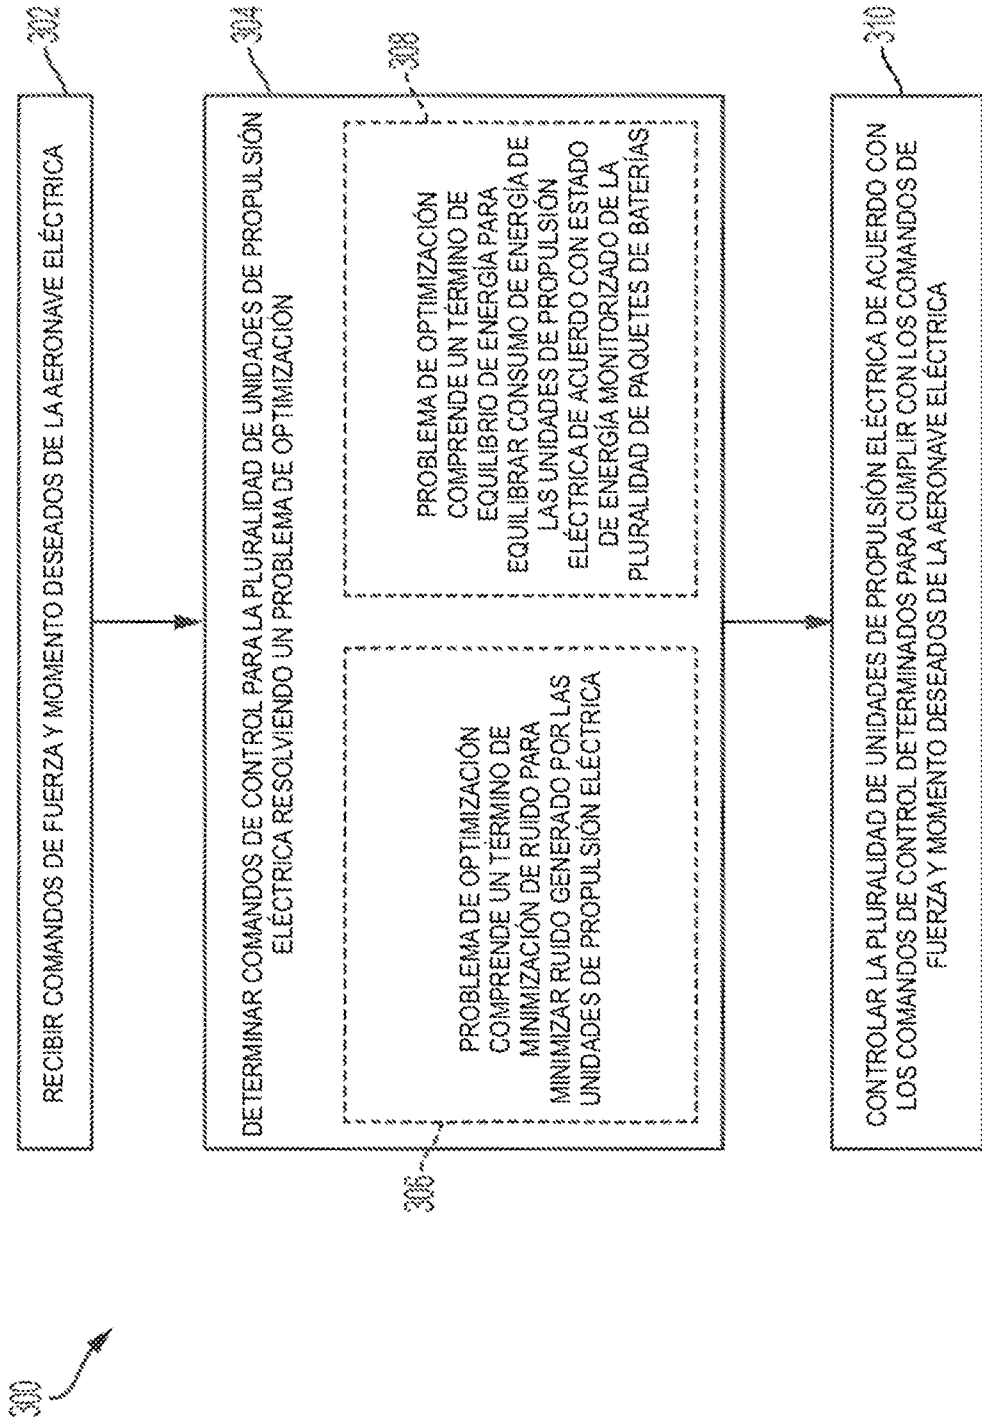 300
302
RECIBIR COMANDOS DE FUERZA Y MOMENTO DESEADOS DE LA AERONAVE ELÉCTRICA
304
DETERMINAR COMANDOS DE CONTROL PARA LA PLURALIDAD DE UNIDADES DE PROPULSIÓN
ELÉCTRICA RESOLVIENDO UN PROBLEMA DE OPTIMIZACIÓN
306
PROBLEMA DE OPTIMIZACIÓN
COMPRENDE UN TÉRMINO DE
MINIMIZACIÓN DE RUIDO PARA
MINIMIZAR RUIDO GENERADO POR LAS
UNIDADES DE PROPULSIÓN ELÉCTRICA
308
PROBLEMA DE OPTIMIZACIÓN
COMPRENDE UN TÉRMINO DE
EQUILIBRIO DE ENERGÍA PARA
EQUILIBRAR CONSUMO DE ENERGÍA DE
LAS UNIDADES DE PROPULSIÓN
ELÉCTRICA DE ACUERDO CON ESTADO
DE ENERGÍA MONITORIZADO DE LA
PLURALIDAD DE PAQUETES DE BATERÍAS
310
CONTROLAR LA PLURALIDAD DE UNIDADES DE PROPULSIÓN ELÉCTRICA DE ACUERDO CON
LOS COMANDOS DE CONTROL DETERMINADOS PARA CUMPLIR CON LOS COMANDOS DE
FUERZA Y MOMENTO DESEADOS DE LA AERONAVE ELÉCTRICA